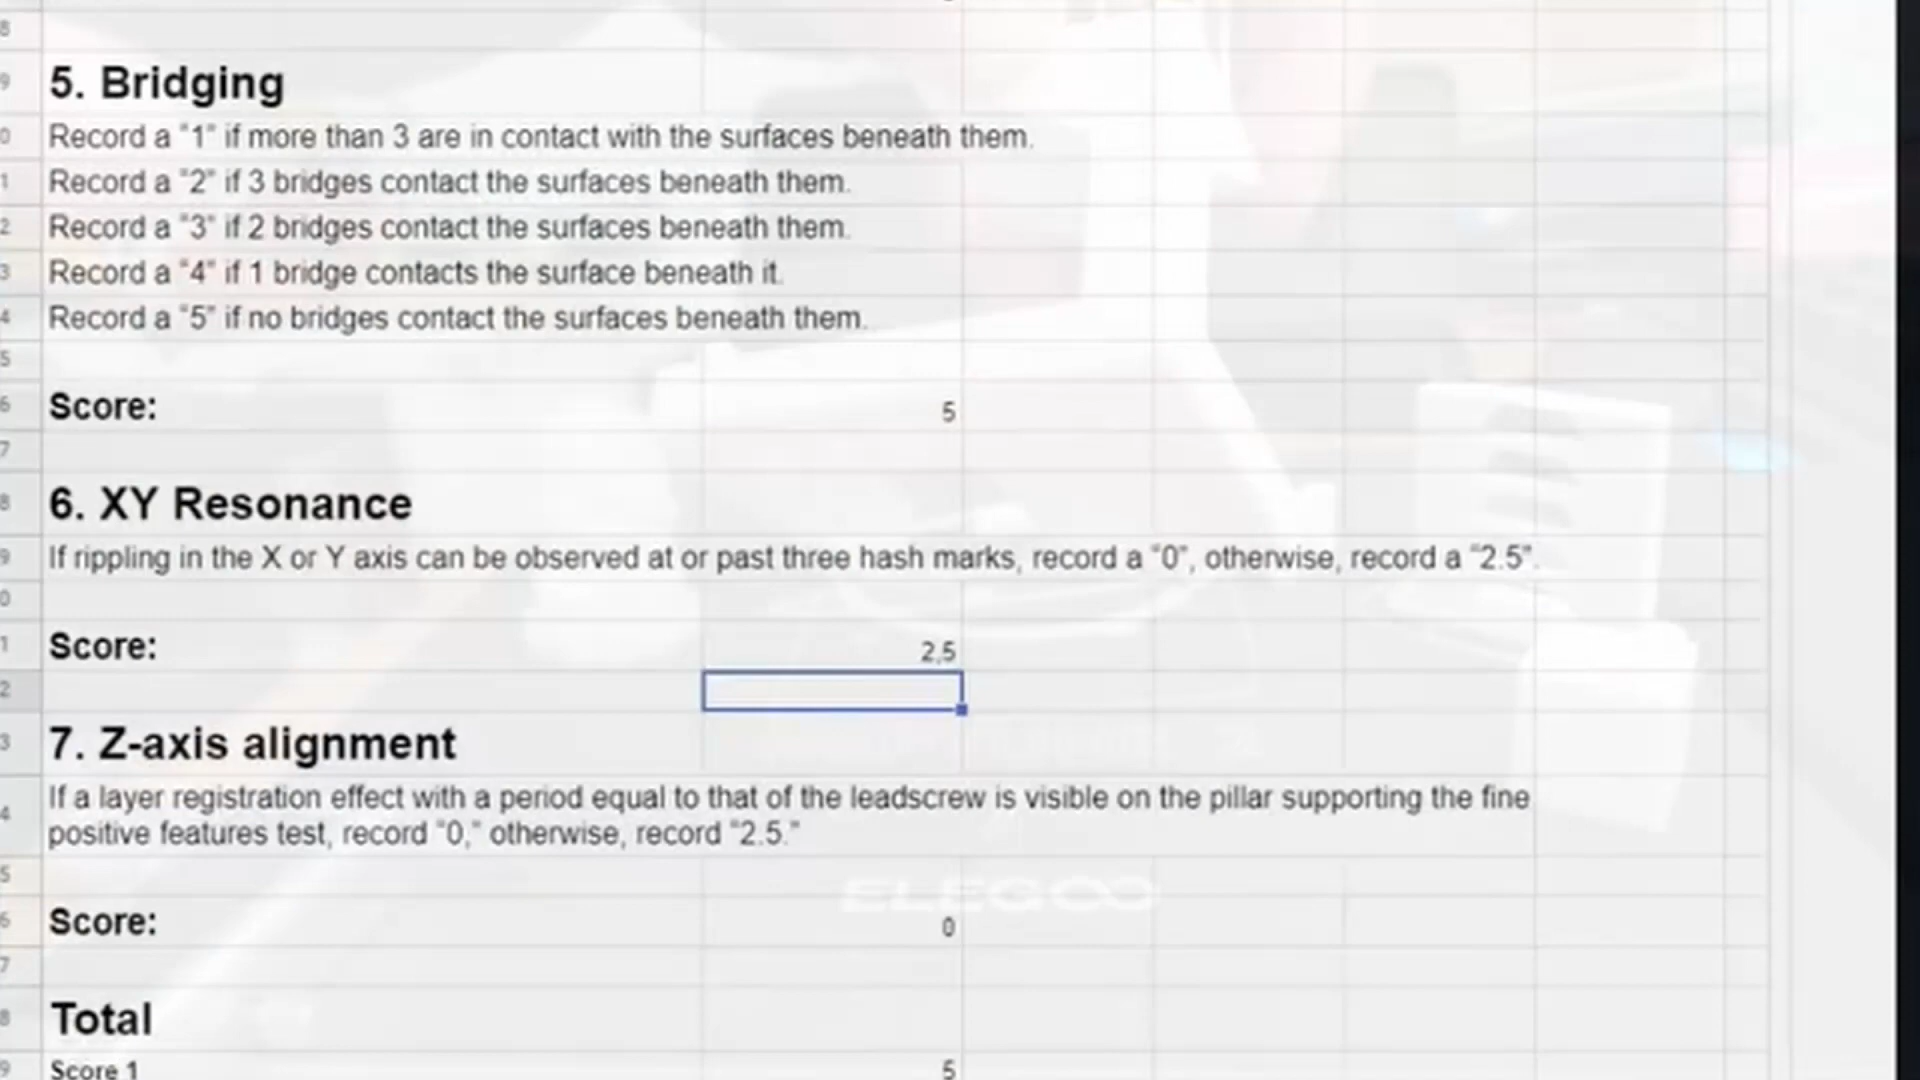 5. Bridging
Record a "1" if more than 3 are in contact with the surfaces beneath them.
Record a "2" if 3 bridges contact the surfaces beneath them.
Record a "3" if 2 bridges contact the surfaces beneath them.
Record a "4" if 1 bridge contacts the surface beneath it.
Record a "5" if no bridges contact the surfaces beneath them.
Score: 5
6. XY Resonance
If rippling in the X or Y axis can be observed at or past three hash marks, record a "0", otherwise, record a "2.5".
Score: 2,5
7. Z-axis alignment
If a layer registration effect with a period equal to that of the leadscrew is visible on the pillar supporting the fine
positive features test, record "0," otherwise, record "2.5."
ELEGOO
Score: 0
Total
Score 1 5